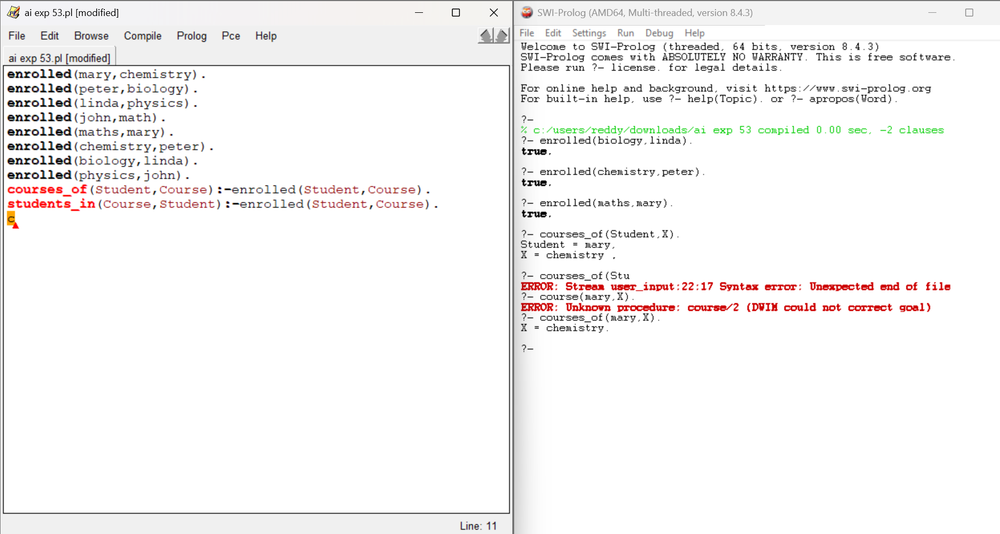 ai exp 53.pl [modified]
File Edit Browse Compile Prolog Pce Help
ai exp 53.pl [modified]
enrolled(mary,chemistry).
enrolled(peter,biology).
enrolled(linda,physics).
enrolled(john,math).
enrolled(maths,mary).
enrolled(chemistry,peter).
enrolled(biology,linda).
enrolled(physics,john).
courses_of(Student,Course):-enrolled(Student,Course).
students_in(Course,Student):-enrolled(Student,Course).
c
Line: 11
SWI-Prolog (AMD64, Multi-threaded, version 8.4.3)
File Edit Settings Run Debug Help
Welcome to SWI-Prolog (threaded, 64 bits, version 8.4.3)
SWI-Prolog comes with ABSOLUTELY NO WARRANTY. This is free software.
Please run ?- license. for legal details.
For online help and background, visit https://www.swi-prolog.org
For built-in help, use ?- help(Topic). or ?- apropos(Word).
?-
% c:/users/reddy/downloads/ai exp 53 compiled 0.00 sec, -2 clauses
?- enrolled(biology,linda).
true.
?- enrolled(chemistry,peter).
true.
?- enrolled(maths,mary).
true.
?- courses_of(Student,X).
Student = mary,
X = chemistry .
?- courses_of(Stu
ERROR: Stream user_input:22:17 Syntax error: Unexpected end of file
?- course(mary,X).
ERROR: Unknown procedure: course/2 (DWIM could not correct goal)
?- courses_of(mary,X).
X = chemistry.
?-